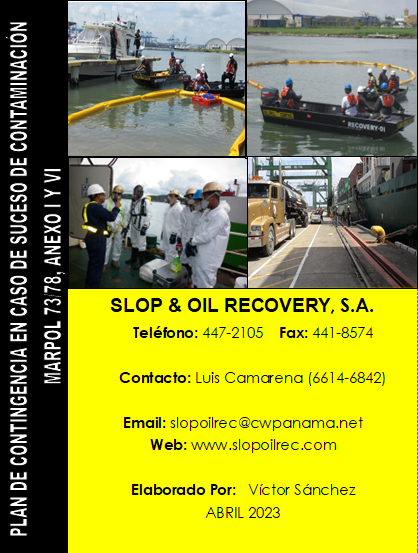 PLAN DE CONTINGENCIA EN CASO DE SUCESO DE CONTAMINACIÓN
MARPOL 73/78, ANEXO I Y VI
RECOVERY-01
SLOP & OIL RECOVERY, S.A.
Teléfono: 447-2105 Fax: 441-8574
Contacto: Luis Camarena (6614-6842)
Email: slopoilrec@cwpanama.net
Web: www.slopoilrec.com
Elaborado Por: Víctor Sánchez
ABRIL 2023